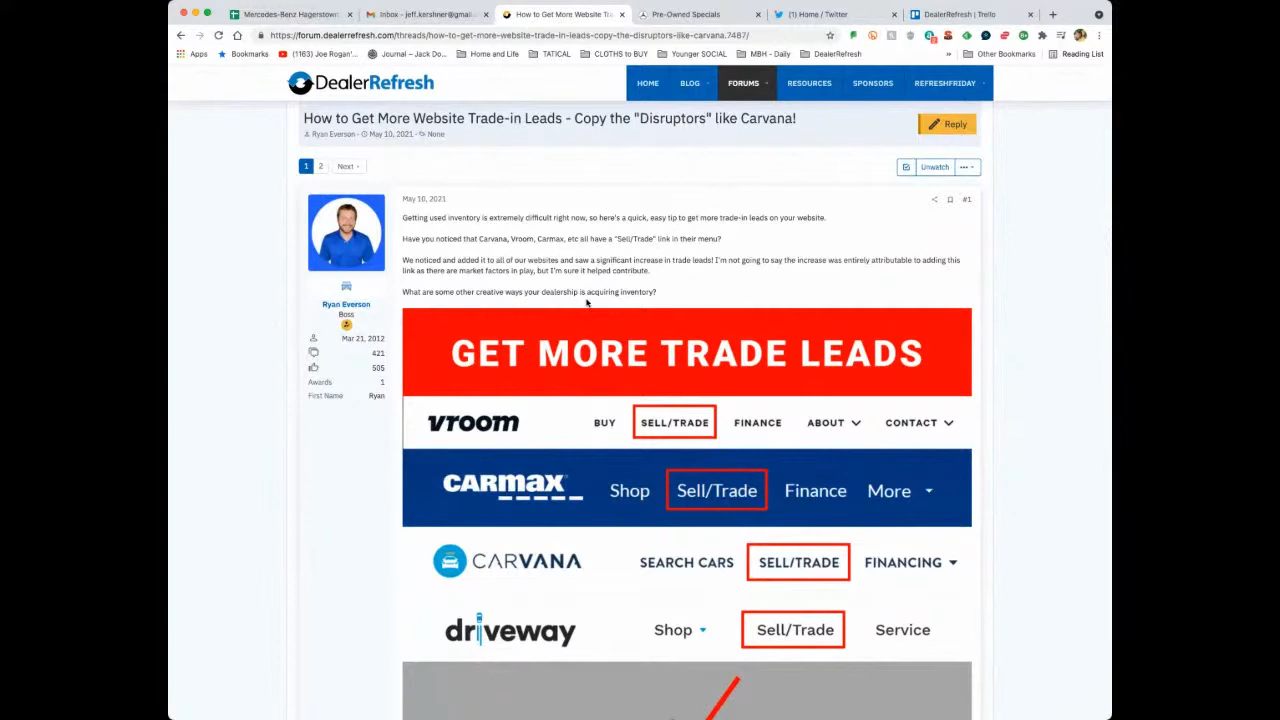 Mercedes-Benz Hagerstown
Inbox - jeff.kershner@gmail
How to Get More Website Tra
Pre-Owned Specials
(1) Home / Twitter
DealerRefresh | Trello
https://forum.dealerrefresh.com/threads/how-to-get-more-website-trade-in-leads-copy-the-disruptors-like-carvana.7487/
Apps
Bookmarks
(1163) Joe Rogan'...
Journal – Jack Do...
Home and Life
TATICAL
CLOTHS to BUY
Younger SOCIAL
MBH - Daily
DealerRefresh
»
Other Bookmarks
Reading List
DealerRefresh
HOME
BLOG
FORUMS
RESOURCES
SPONSORS
REFRESHFRIDAY
How to Get More Website Trade-in Leads - Copy the "Disruptors" like Carvana!
Ryan Everson · May 10, 2021 · None
Reply
1 2 Next
Unwatch
May 10, 2021
#1
Getting used inventory is extremely difficult right now, so here's a quick, easy tip to get more trade-in leads on your website.
Have you noticed that Carvana, Vroom, Carmax, etc all have a "Sell/Trade" link in their menu?
We noticed and added it to all of our websites and saw a significant increase in trade leads! I'm not going to say the increase was entirely attributable to adding this
link as there are market factors in play, but I'm sure it helped contribute.
What are some other creative ways your dealership is acquiring inventory?
Ryan Everson
Boss
Mar 21, 2012
421
505
Awards 1
First Name Ryan
GET MORE TRADE LEADS
vroom BUY SELL/TRADE FINANCE ABOUT CONTACT
CARMAX Shop Sell/Trade Finance More
CARVANA SEARCH CARS SELL/TRADE FINANCING
driveway Shop Sell/Trade Service